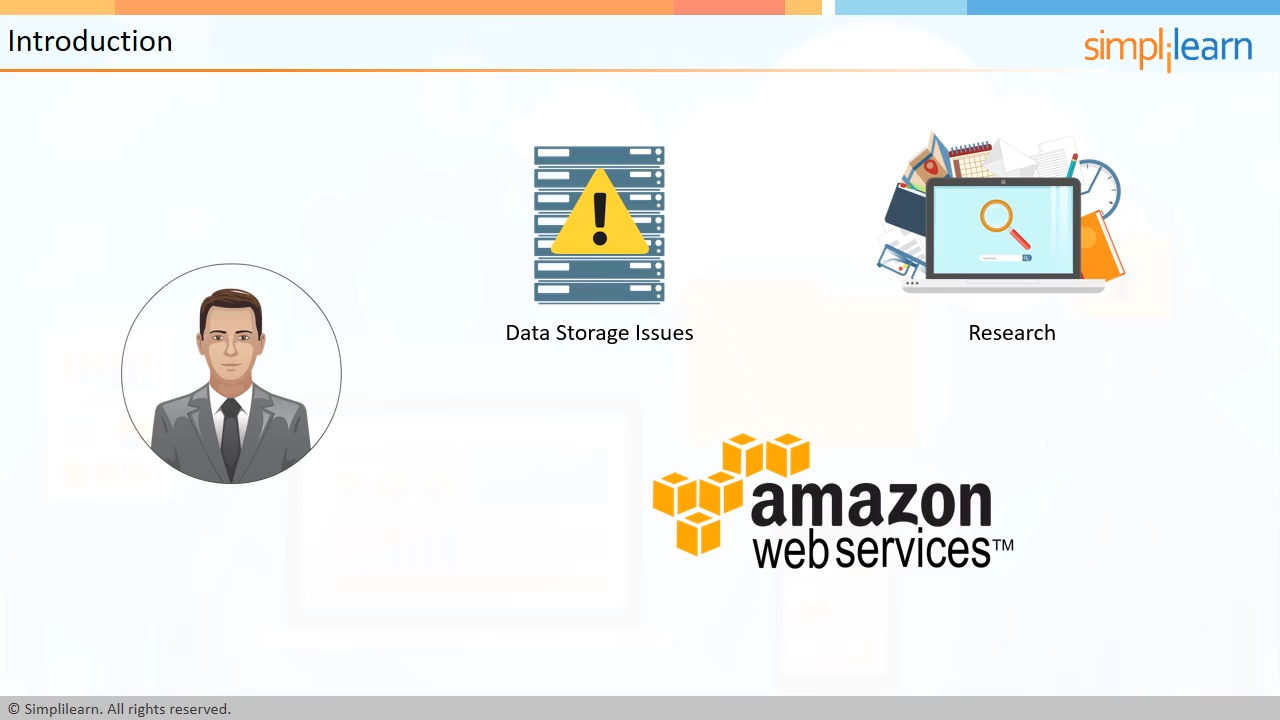 Introduction
simplilearn
Data Storage Issues
Research
amazon
web services™
© Simplilearn. All rights reserved.